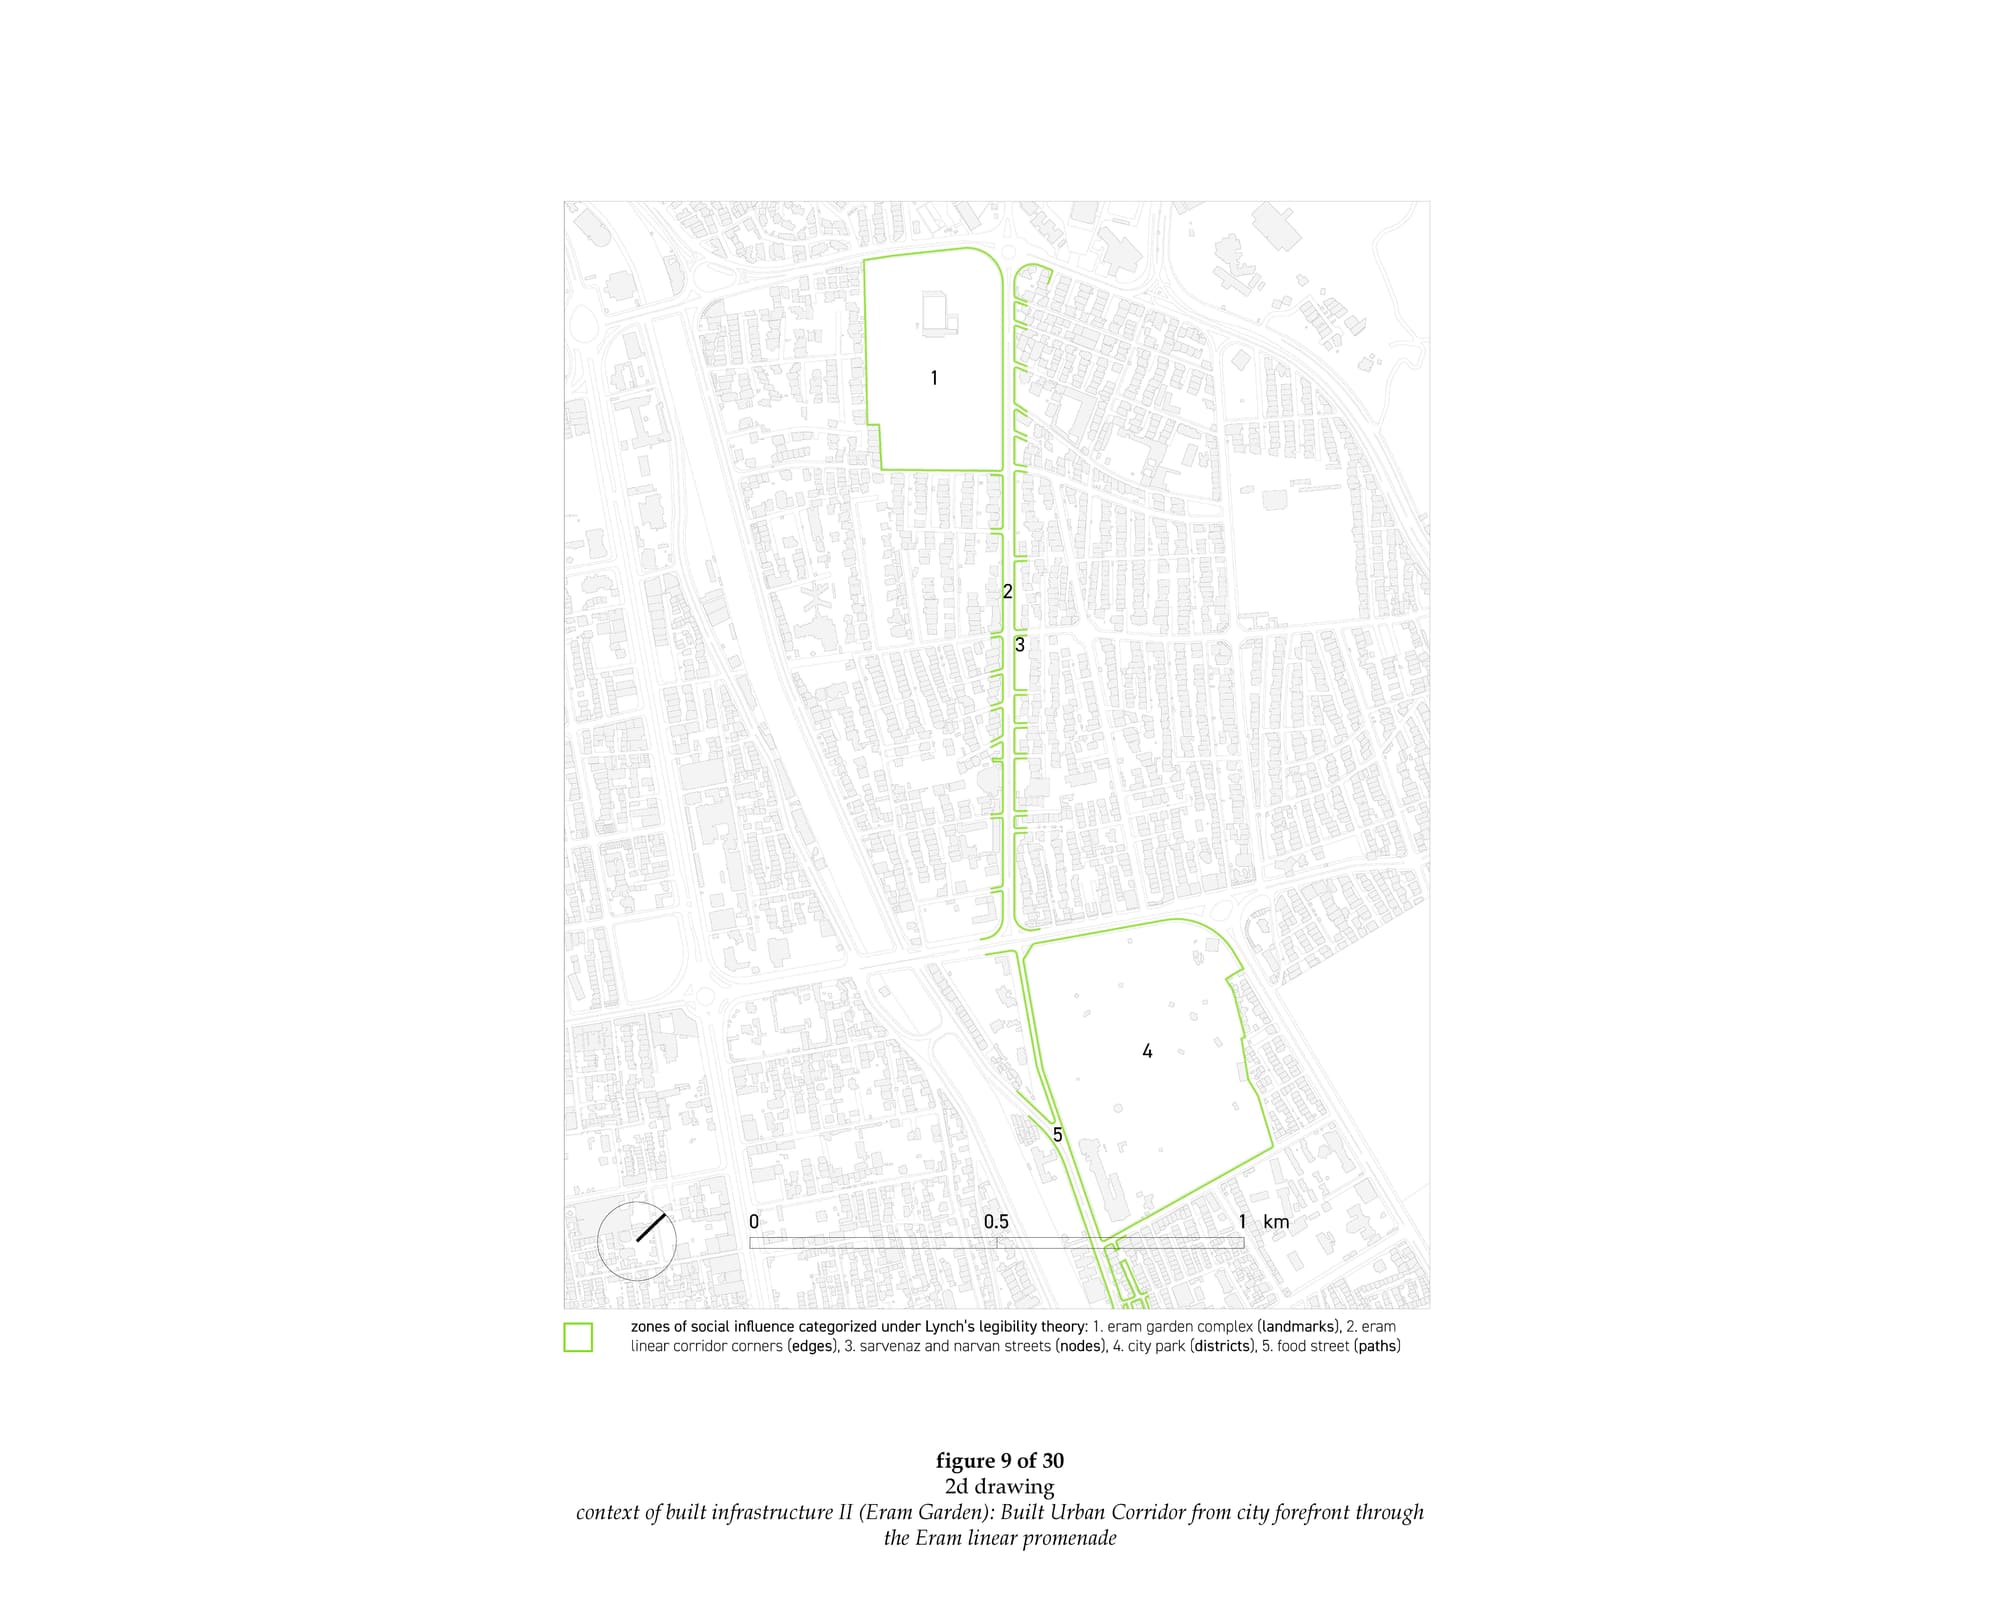 1
2
3
4
5
0 0.5 1 km
zones of social influence categorized under Lynch's legibility theory: 1. eram garden complex (landmarks), 2. eram
linear corridor corners (edges), 3. sarvenaz and narvan streets (nodes), 4. city park (districts), 5. food street (paths)
figure 9 of 30
2d drawing
context of built infrastructure II (Eram Garden): Built Urban Corridor from city forefront through
the Eram linear promenade